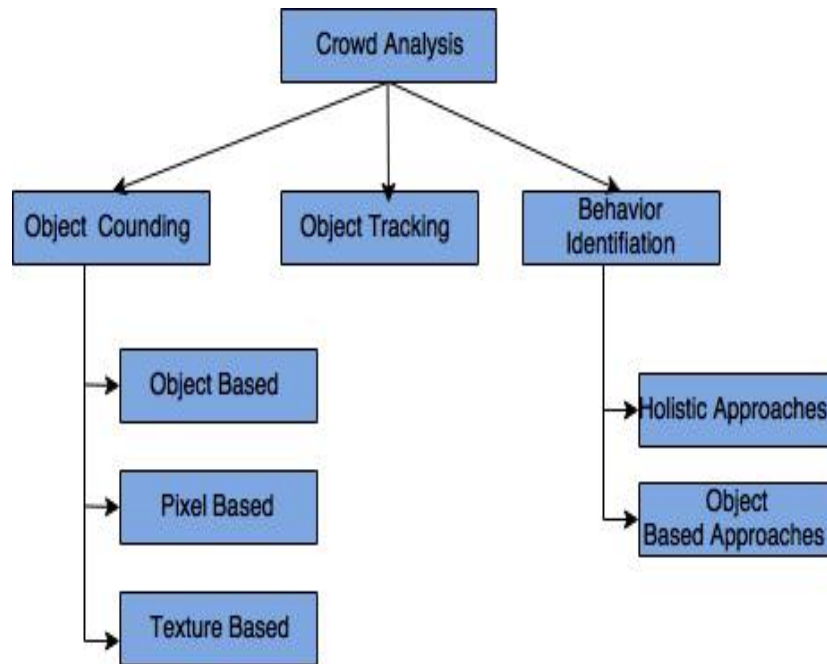 Crowd Analysis
Object Counding
Object Tracking
Behavior
Identifiation
Object Based
Pixel Based
Texture Based
Holistic Approaches
Object
Based Approaches